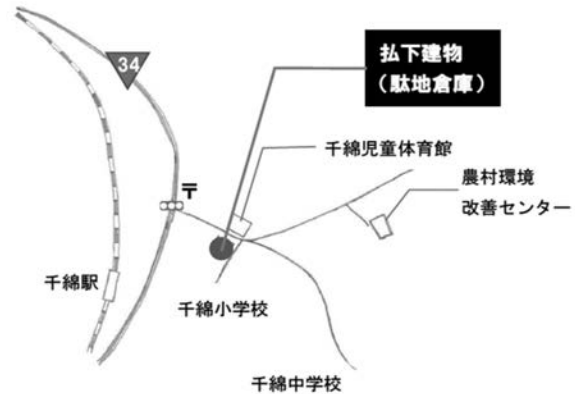 34
払下建物
（駄地倉庫）
千綿児童体育館
〒
農村環境
改善センター
千綿駅
千綿小学校
千綿中学校